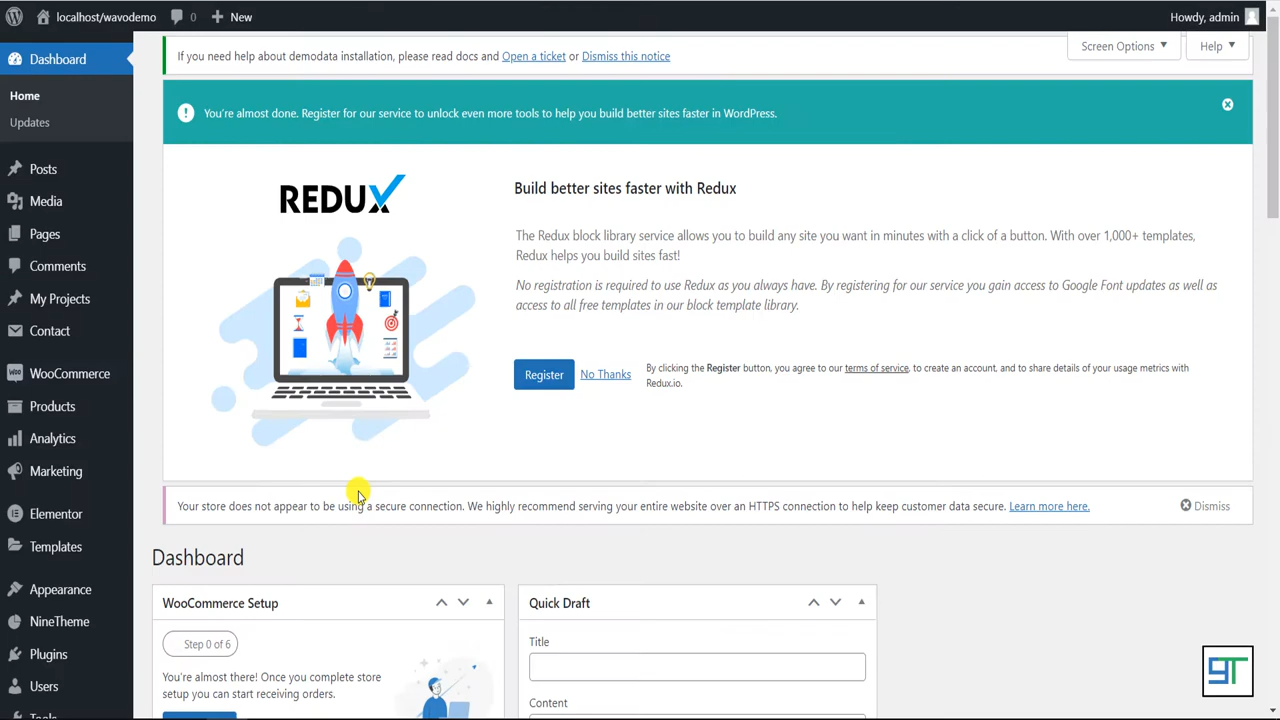 localhost/wavodemo
0
New
Howdy, admin
Dashboard
Home
Updates
Posts
Media
Pages
Comments
My Projects
Contact
WooCommerce
Products
Analytics
Marketing
Elementor
Templates
Appearance
NineTheme
Plugins
Users
If you need help about demodata installation, please read docs and Open a ticket or Dismiss this notice
Screen Options
Help
You're almost done. Register for our service to unlock even more tools to help you build better sites faster in WordPress.
REDUX
Build better sites faster with Redux
The Redux block library service allows you to build any site you want in minutes with a click of a button. With over 1,000+ templates,
Redux helps you build sites fast!
No registration is required to use Redux as you always have. By registering for our service you gain access to Google Font updates as well as
access to all free templates in our block template library.
Register
No Thanks
By clicking the Register button, you agree to our terms of service, to create an account, and to share details of your usage metrics with
Redux.io.
Your store does not appear to be using a secure connection. We highly recommend serving your entire website over an HTTPS connection to help keep customer data secure. Learn more here.
Dismiss
Dashboard
WooCommerce Setup
Step 0 of 6
You're almost there! Once you complete store
setup you can start receiving orders.
Quick Draft
Title
Content
GT